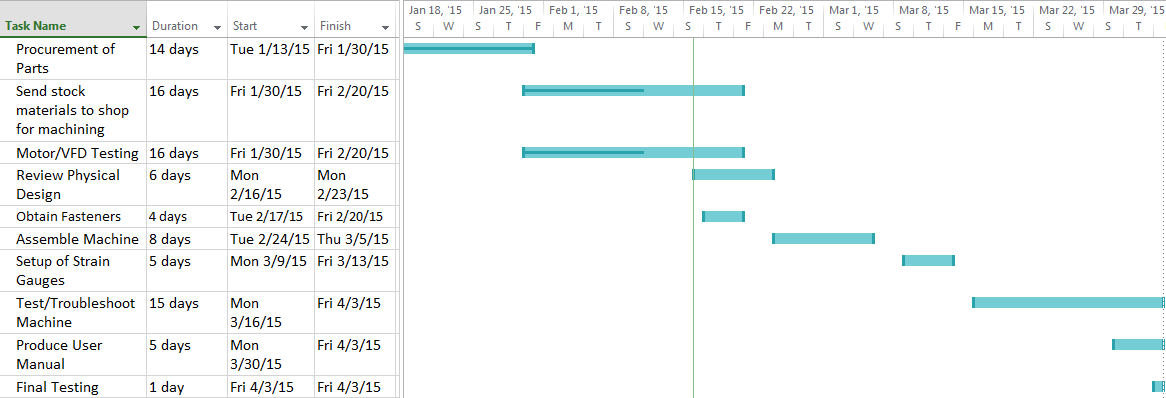 Jan 18, '15 Jan 25, '15 Feb 1, '15 Feb 8, '15 Feb 15, '15 Feb 22, '15 Mar 1, '15 Mar 8, '15 Mar 15, '15 Mar 22, '15 Mar 29, '15
Task Name Duration Start Finish S W S T F M T S W S T F M T S W S T F M T S W S T
Procurement of 14 days Tue 1/13/15 Fri 1/30/15
Parts
Send stock 16 days Fri 1/30/15 Fri 2/20/15
materials to shop
for machining
Motor/VFD Testing 16 days Fri 1/30/15 Fri 2/20/15
Review Physical 6 days Mon Mon
Design 2/16/15 2/23/15
Obtain Fasteners 4 days Tue 2/17/15 Fri 2/20/15
Assemble Machine 8 days Tue 2/24/15 Thu 3/5/15
Setup of Strain 5 days Mon 3/9/15 Fri 3/13/15
Gauges
Test/Troubleshoot 15 days Mon Fri 4/3/15
Machine 3/16/15
Produce User 5 days Mon Fri 4/3/15
Manual 3/30/15
Final Testing 1 day Fri 4/3/15 Fri 4/3/15